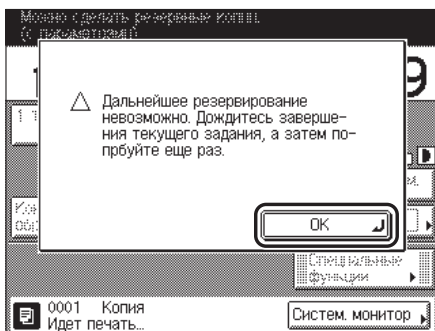 Можно сделать резервные копии.
(с параметрами)
9
Дальнейшее резервирование
невозможно. Дождитесь заверше-
ния текущего задания, а затем по-
прбуйте еще раз.
OK
Специальные
функции
0001 Копия
Идет печать...
Систем. монитор